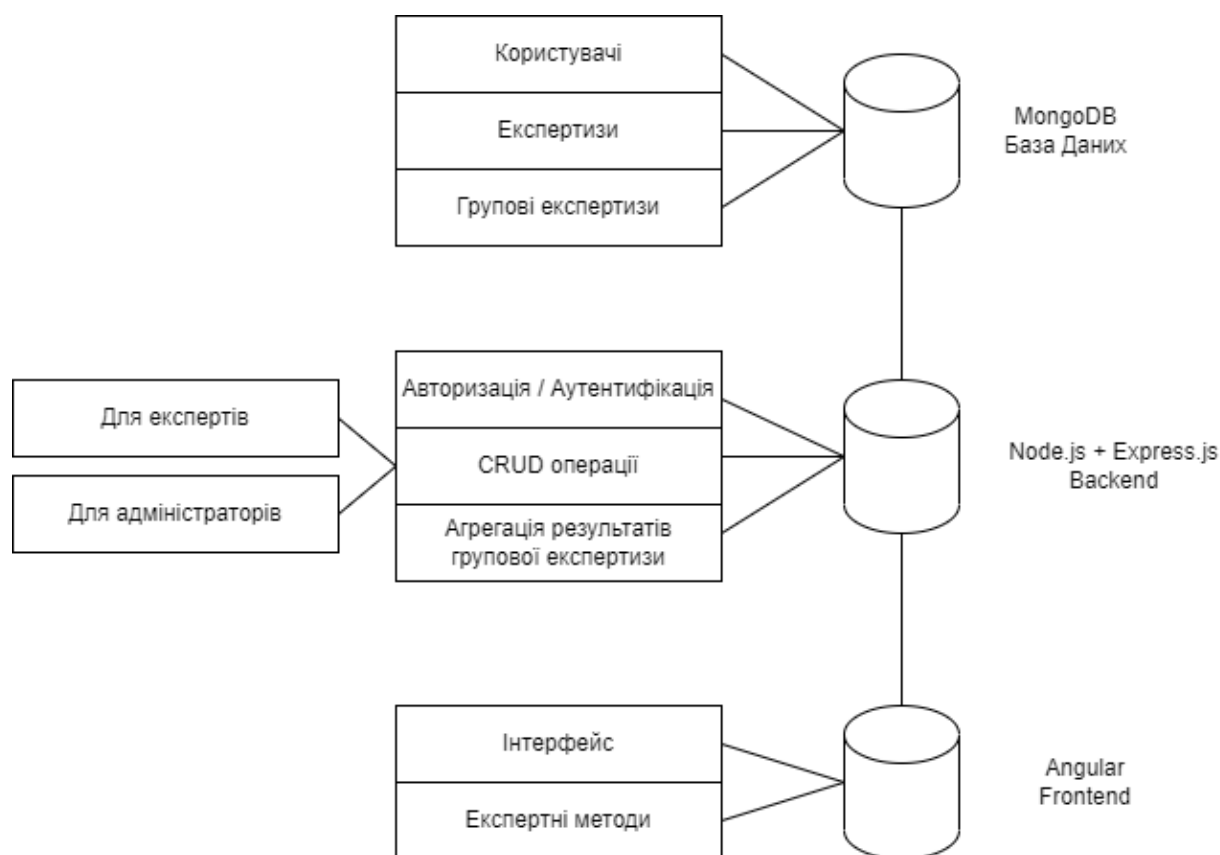 Користувачі
Експертизи
Групові експертизи
MongoDB
База Даних
Для експертів
Для адміністраторів
Авторизація / Аутентифікація
CRUD операції
Агрегація результатів
групової експертизи
Node.js + Express.js
Backend
Інтерфейс
Експертні методи
Angular
Frontend